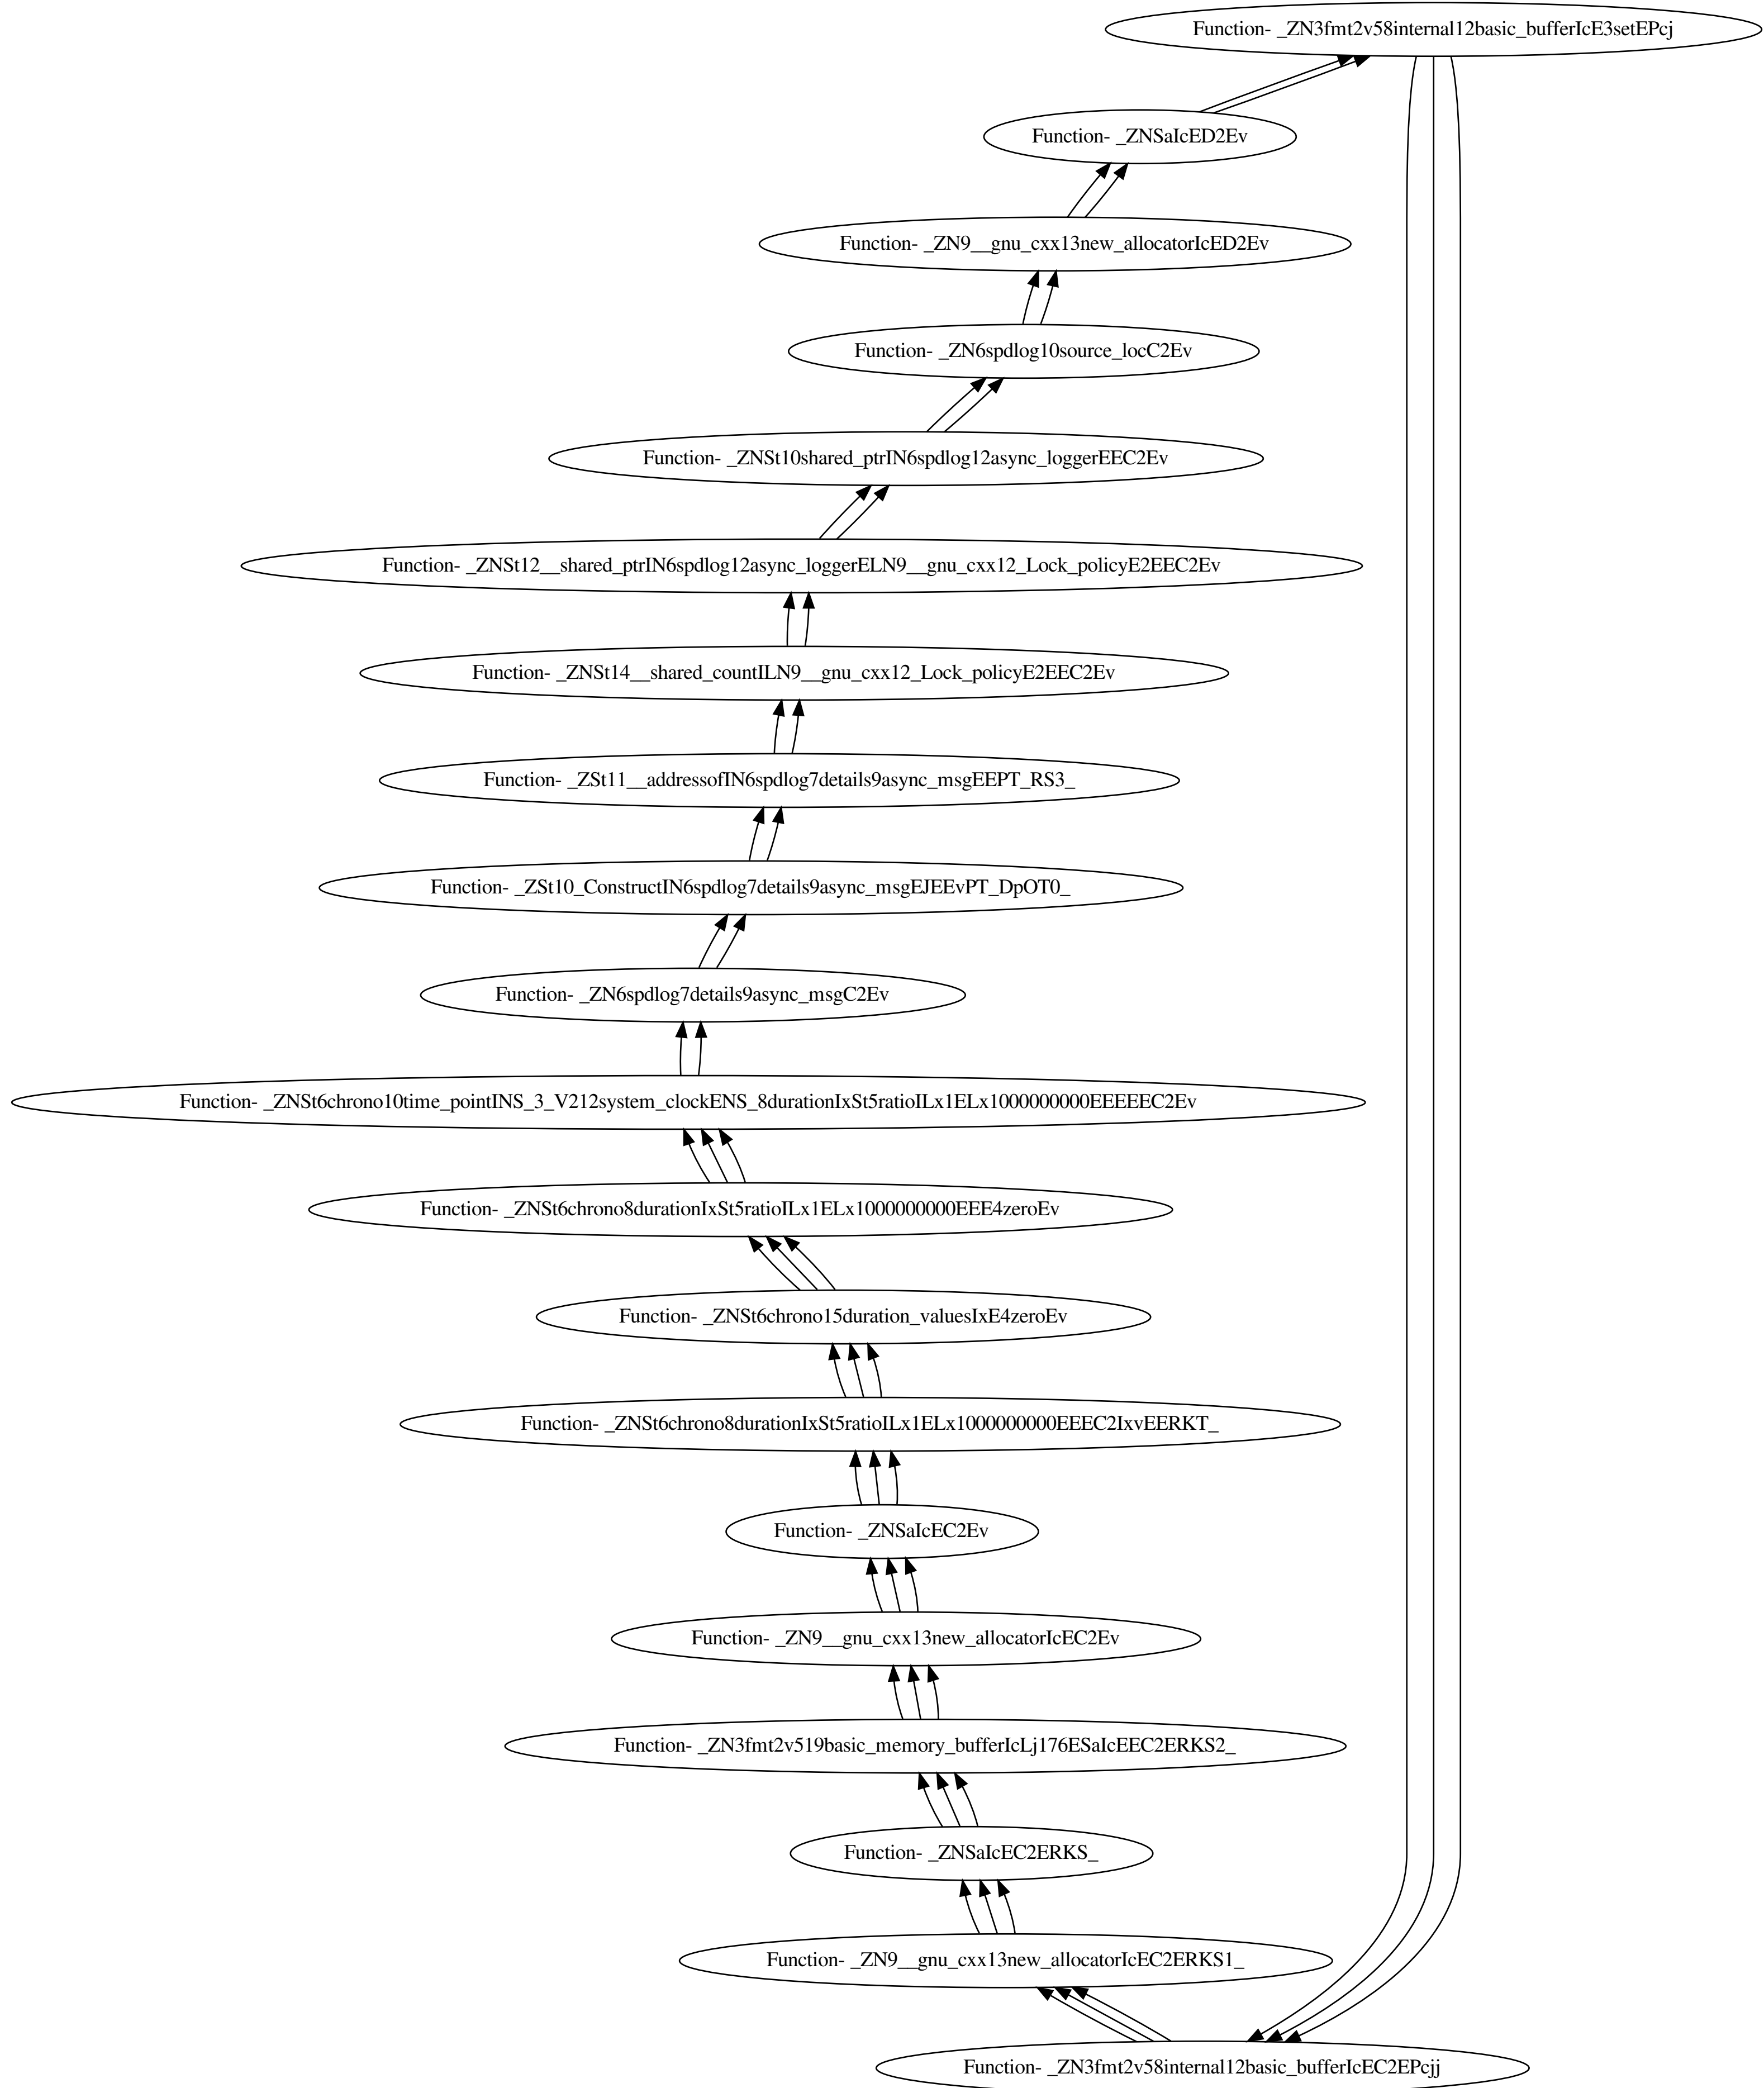 Function- _ZN3fmt2v58internal12basic_bufferIcE3setEPcj
Function- _ZNSaIcED2Ev
Function- _ZN9__gnu_cxx13new_allocatorIcED2Ev
Function- _ZN6spdlog10source_locC2Ev
Function- _ZNSt10shared_ptrIN6spdlog12async_loggerEEC2Ev
Function- _ZNSt12__shared_ptrIN6spdlog12async_loggerELN9__gnu_cxx12_Lock_policyE2EEC2Ev
Function- _ZNSt14__shared_countILN9__gnu_cxx12_Lock_policyE2EEC2Ev
Function- _ZSt11__addressofIN6spdlog7details9async_msgEEPT_RS3_
Function- _ZSt10_ConstructIN6spdlog7details9async_msgEJEEvPT_DpOT0_
Function- _ZN6spdlog7details9async_msgC2Ev
Function- _ZNSt6chrono10time_pointINS_3_V212system_clockENS_8durationIxSt5ratioILx1ELx1000000000EEEEEC2Ev
Function- _ZNSt6chrono8durationIxSt5ratioILx1ELx1000000000EEE4zeroEv
Function- _ZNSt6chrono15duration_valuesIxE4zeroEv
Function- _ZNSt6chrono8durationIxSt5ratioILx1ELx1000000000EEEC2IxvEERKT_
Function- _ZNSaIcEC2Ev
Function- _ZN9__gnu_cxx13new_allocatorIcEC2Ev
Function- _ZN3fmt2v519basic_memory_bufferIcLj176ESaIcEEC2ERKS2_
Function- _ZNSaIcEC2ERKS_
Function- _ZN9__gnu_cxx13new_allocatorIcEC2ERKS1_
Function- _ZN3fmt2v58internal12basic_bufferIcEC2EPcjj